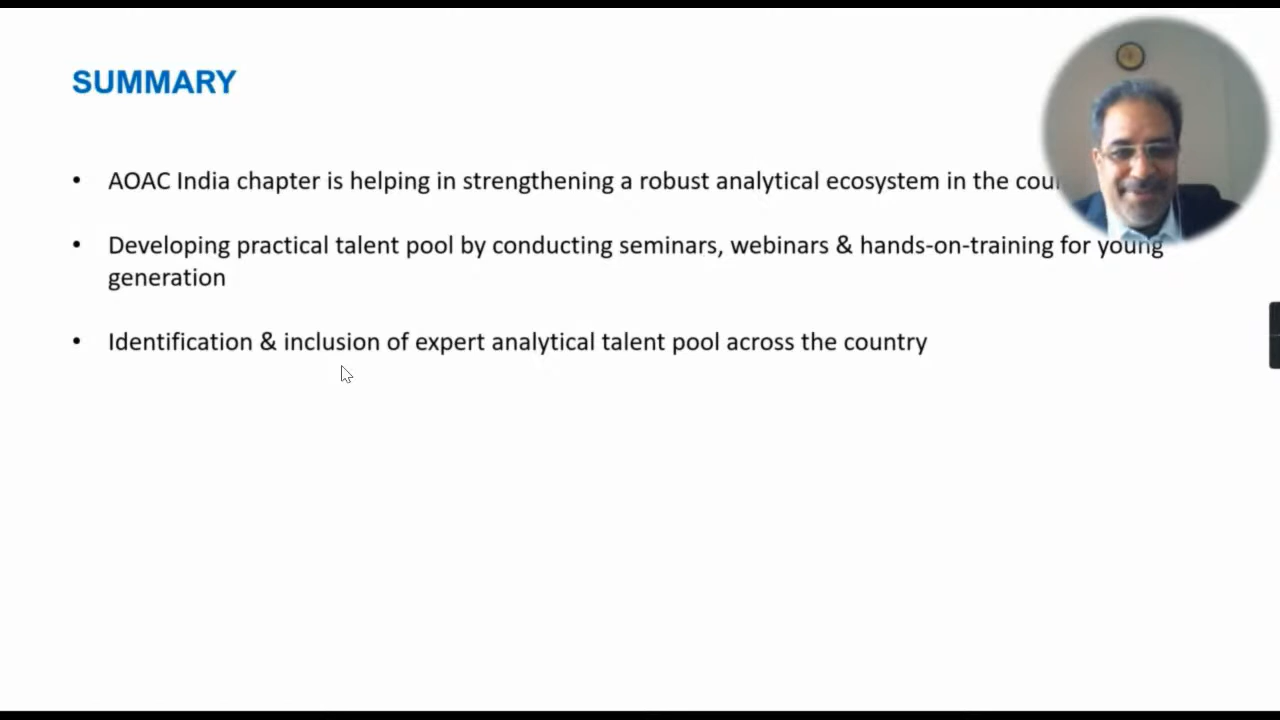 SUMMARY
• AOAC India chapter is helping in strengthening a robust analytical ecosystem in the
• Developing practical talent pool by conducting seminars, webinars & hands-on-training for young
generation
• Identification & inclusion of expert analytical talent pool across the country